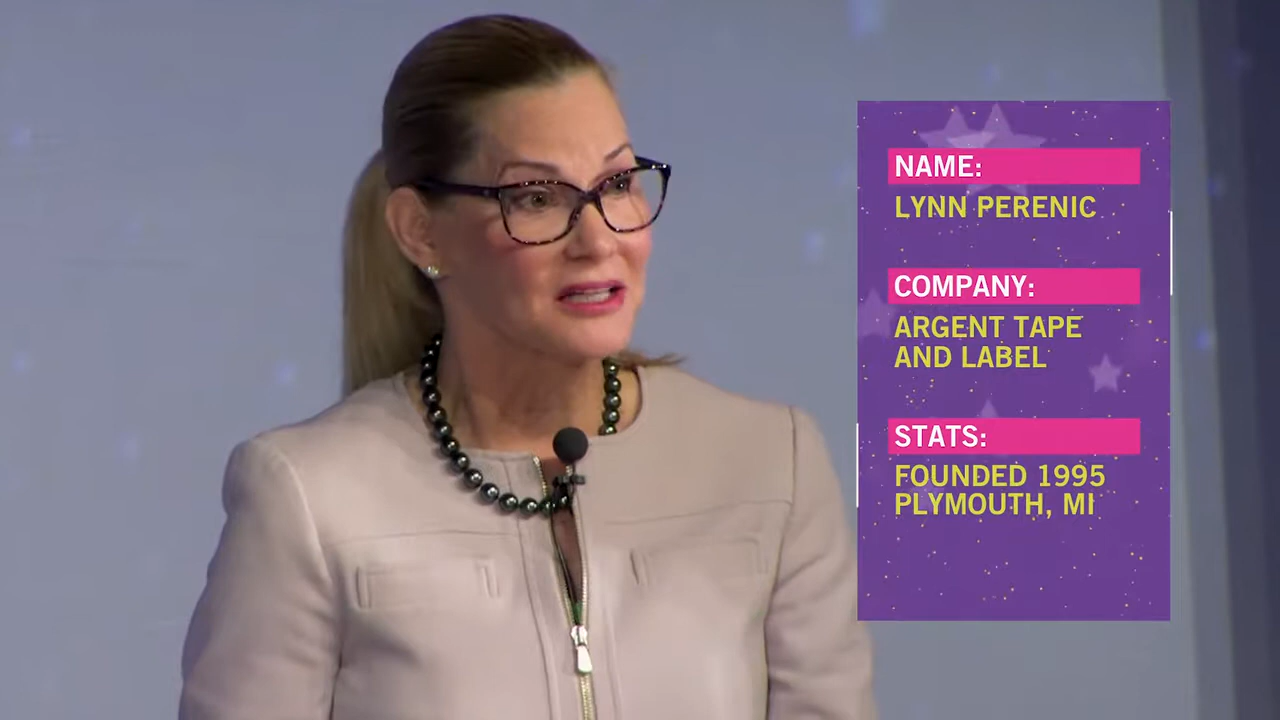 NAME:
LYNN PERENIC
COMPANY:
ARGENT TAPE
AND LABEL
STATS:
FOUNDED 1995
PLYMOUTH, MI